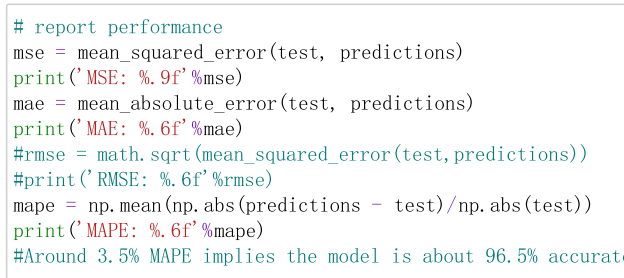 # report performance
mse = mean_squared_error(test, predictions)
print('MSE: %.9f'%mse)
mae = mean_absolute_error(test, predictions)
print('MAE: %.6f'%mae)
#rmse = math.sqrt(mean_squared_error(test,predictions))
#print('RMSE: %.6f'%rmse)
mape = np.mean(np.abs(predictions - test)/np.abs(test))
print('MAPE: %.6f'%mape)
#Around 3.5% MAPE implies the model is about 96.5% accurate